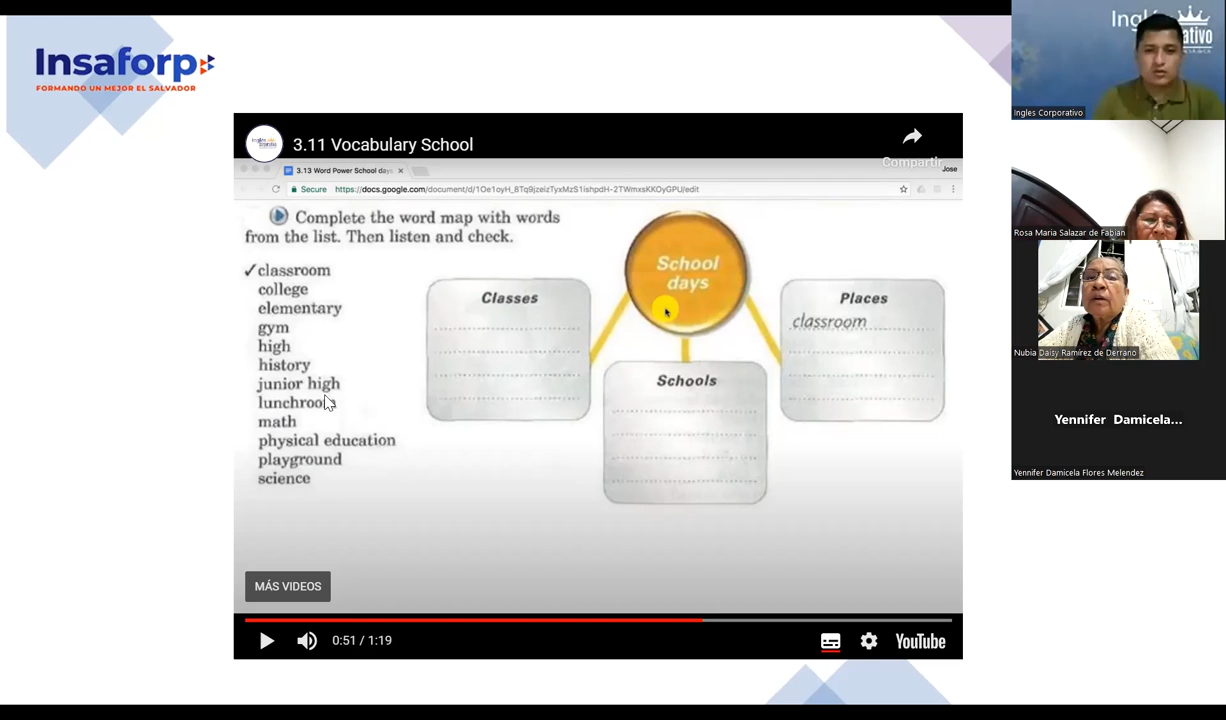 Insaforp
FORMANDO UN MEJOR EL SALVADOR
3.11 Vocabulary School
Compartir
3.13 Word Power School days
Jose
Secure
https://docs.google.com/document/d/1Oe1oyH_8Tq9jzeizTyxMzS1ishpdH-2TWmxsKKOyGPU/edit
Complete the word map with words
from the list. Then listen and check.
✓classroom
college
elementary
gym
high
history
junior high
lunchroom
math
physical education
playground
science
School
days
Classes
Schools
Places
classroom
MÁS VIDEOS
0:51 / 1:19
YouTube
Ingles Corporativo
Rosa Maria Salazar de Fabian
Nubia Daisy Ramírez de Derrano
Yennifer Damicela...
Yennifer Damicela Flores Melendez